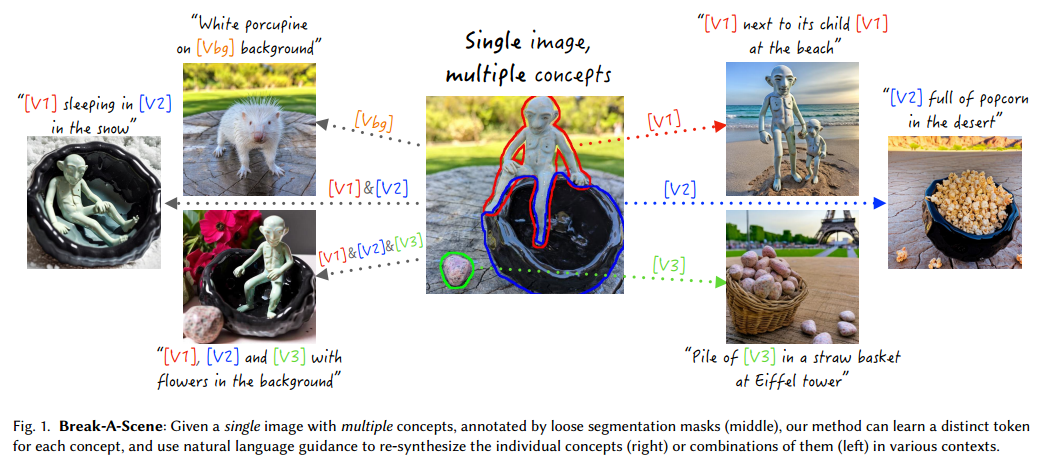 "White porcupine
on [Vbg] background"
Single image,
multiple concepts
"[V1] next to its child [V1]
at the beach"
"[V1] sleeping in [V2]
in the snow"
"[V2] full of popcorn
in the desert"
[Vbg]
[V1]
[V1]&[V2]
[V2]
[V1]&[V2]&[V3]
[V3]
"[V1], [V2] and [V3] with
flowers in the background"
"Pile of [V3] in a straw basket
at Eiffel tower"
Fig. 1. Break-A-Scene: Given a single image with multiple concepts, annotated by loose segmentation masks (middle), our method can learn a distinct token
for each concept, and use natural language guidance to re-synthesize the individual concepts (right) or combinations of them (left) in various contexts.